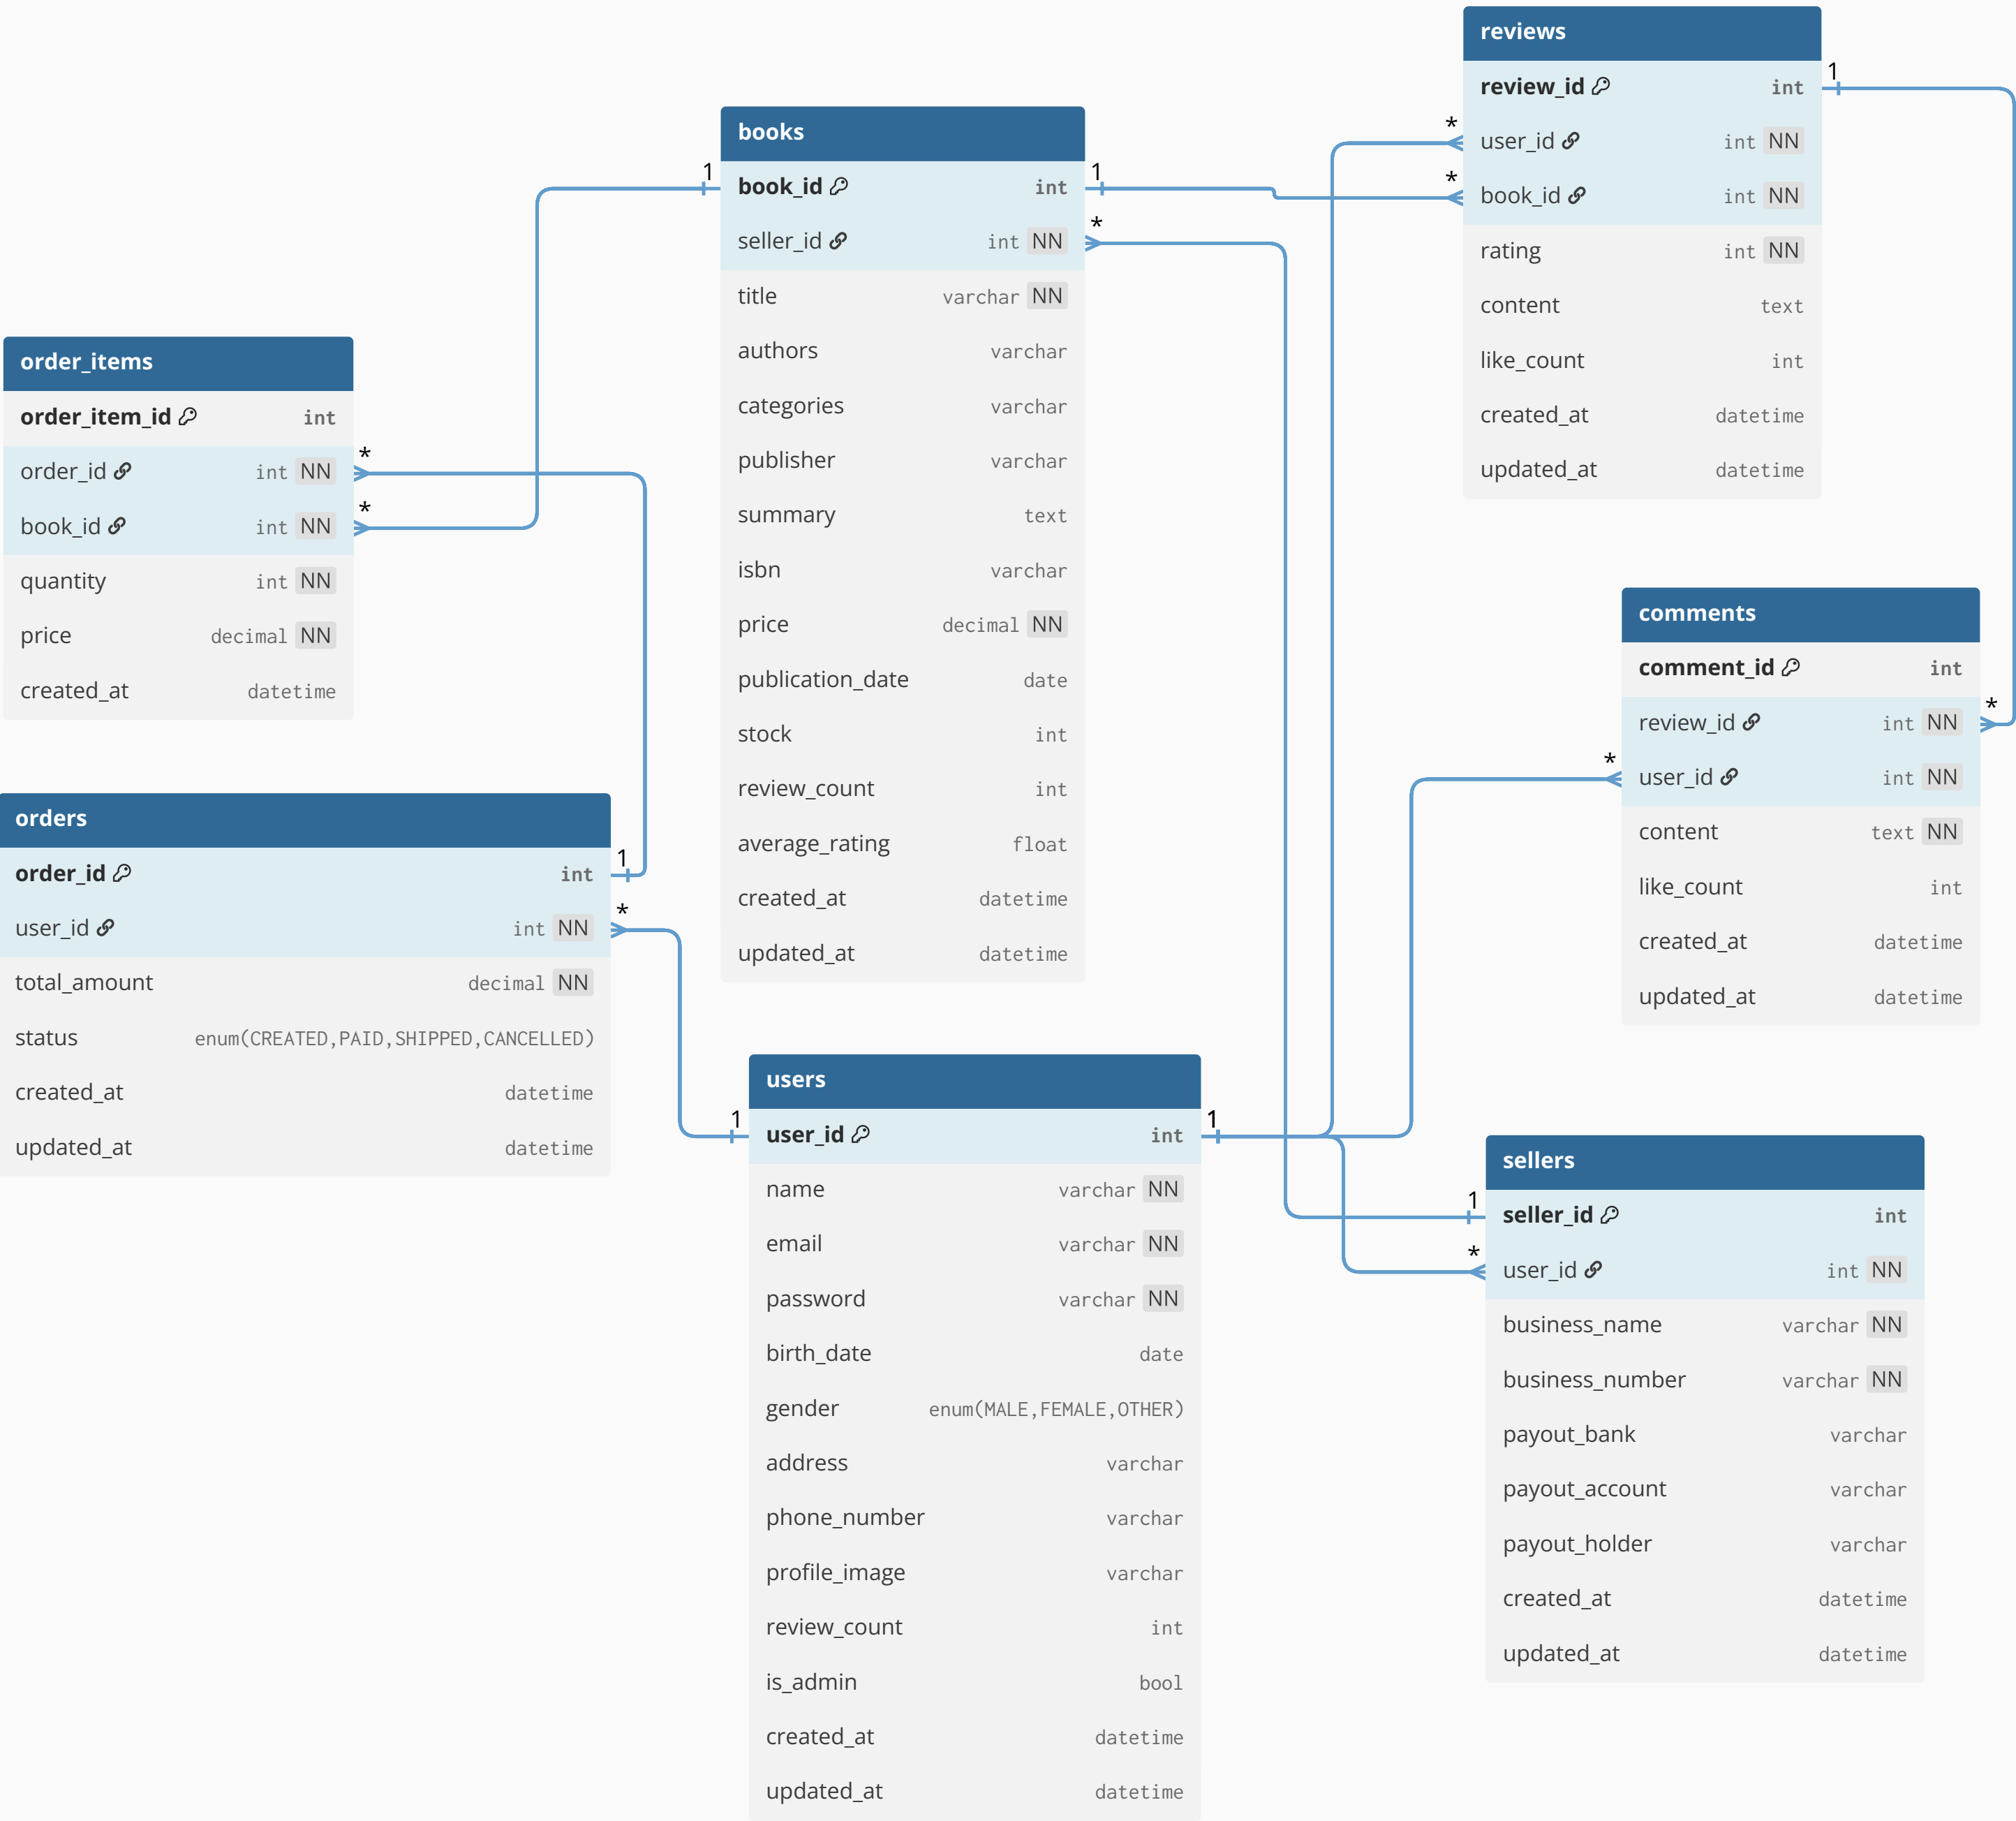 reviews
review_id int
1
user_id int NN
*
book_id int NN
*
rating int NN
content text
like_count int
created_at datetime
updated_at datetime
books
1
book_id int
1
seller_id int NN
*
title varchar NN
authors varchar
categories varchar
publisher varchar
summary text
isbn varchar
price decimal NN
publication_date date
stock int
review_count int
average_rating float
created_at datetime
updated_at datetime
order_items
order_item_id int
order_id int NN
*
book_id int NN
*
quantity int NN
price decimal NN
created_at datetime
comments
comment_id int
review_id int NN
*
user_id int NN
*
content text NN
like_count int
created_at datetime
updated_at datetime
orders
order_id int
1
user_id int NN
*
total_amount decimal NN
status enum(CREATED,PAID,SHIPPED,CANCELLED)
created_at datetime
updated_at datetime
users
1
user_id int
1
name varchar NN
email varchar NN
password varchar NN
birth_date date
gender enum(MALE,FEMALE,OTHER)
address varchar
phone_number varchar
profile_image varchar
review_count int
is_admin bool
created_at datetime
updated_at datetime
sellers
1
seller_id int
*
user_id int NN
business_name varchar NN
business_number varchar NN
payout_bank varchar
payout_account varchar
payout_holder varchar
created_at datetime
updated_at datetime